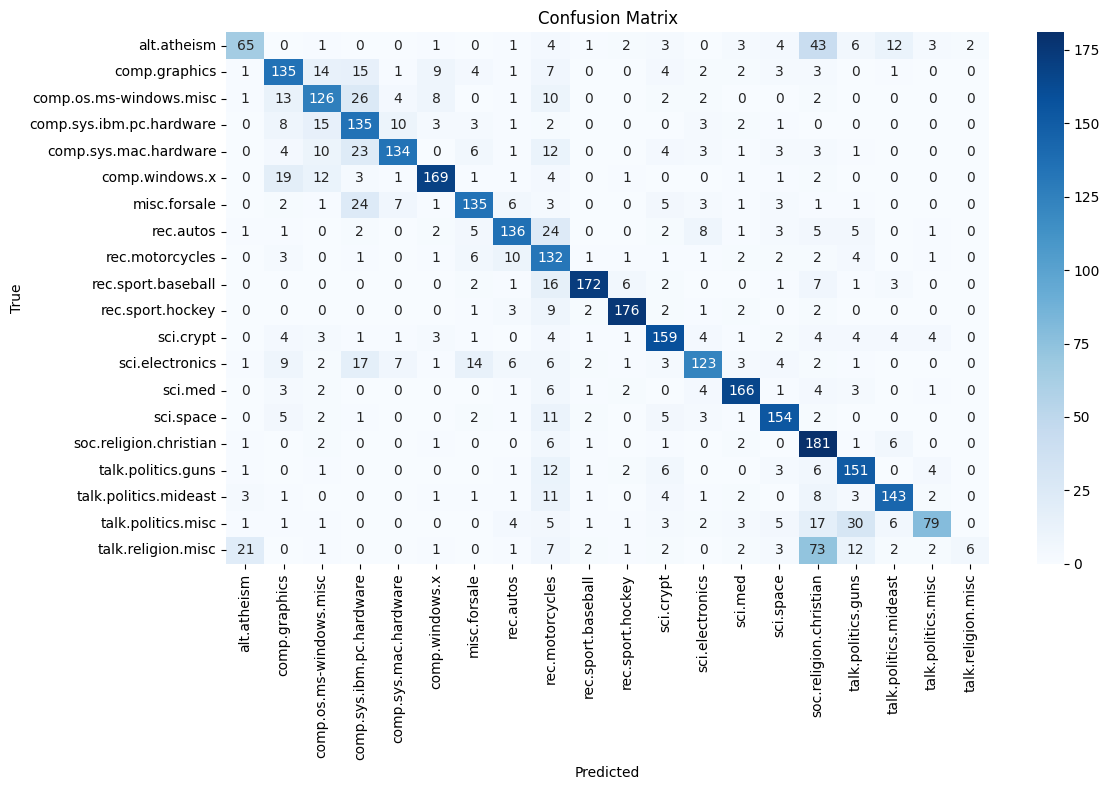 Confusion Matrix
True
alt.atheism 65 0 1 0 0 1 0 1 4 1 2 3 0 3 4 43 6 12 3 2
comp.graphics 1 135 14 15 1 9 4 1 7 0 0 4 2 2 3 3 0 1 0 0
comp.os.ms-windows.misc 1 13 126 26 4 8 0 1 10 0 0 2 2 0 0 2 0 0 0 0
comp.sys.ibm.pc.hardware 0 8 15 135 10 3 3 1 2 0 0 0 3 2 1 0 0 0 0 0
comp.sys.mac.hardware 0 4 10 23 134 0 6 1 12 0 0 4 3 1 3 3 1 0 0 0
comp.windows.x 0 19 12 3 1 169 1 1 4 0 1 0 0 1 1 2 0 0 0 0
misc.forsale 0 2 1 24 7 1 135 6 3 0 0 5 3 1 3 1 1 0 0 0
rec.autos 1 1 0 2 0 2 5 136 24 0 0 2 8 1 3 5 5 0 1 0
rec.motorcycles 0 3 0 1 0 1 6 10 132 1 1 1 1 2 2 2 4 0 1 0
rec.sport.baseball 0 0 0 0 0 0 2 1 16 172 6 2 0 0 1 7 1 3 0 0
rec.sport.hockey 0 0 0 0 0 0 1 3 9 2 176 2 1 2 0 2 0 0 0 0
sci.crypt 0 4 3 1 1 3 1 0 4 1 1 159 4 1 2 4 4 4 4 0
sci.electronics 1 9 2 17 7 1 14 6 6 2 1 3 123 3 4 2 1 0 0 0
sci.med 0 3 2 0 0 0 0 1 6 1 2 0 4 166 1 4 3 0 1 0
sci.space 0 5 2 1 0 0 2 1 11 2 0 5 3 1 154 2 0 0 0 0
soc.religion.christian 1 0 2 0 0 1 0 0 6 1 0 1 0 2 0 181 1 6 0 0
talk.politics.guns 1 0 1 0 0 0 0 1 12 1 2 6 0 0 3 6 151 0 4 0
talk.politics.mideast 3 1 0 0 0 1 1 1 11 1 0 4 1 2 0 8 3 143 2 0
talk.politics.misc 1 1 1 0 0 0 0 4 5 1 1 3 2 3 5 17 30 6 79 0
talk.religion.misc 21 0 1 0 0 1 0 1 7 2 1 2 0 2 3 73 12 2 2 6
alt.atheism
comp.graphics
comp.os.ms-windows.misc
comp.sys.ibm.pc.hardware
comp.sys.mac.hardware
comp.windows.x
misc.forsale
rec.autos
rec.motorcycles
rec.sport.baseball
rec.sport.hockey
sci.crypt
sci.electronics
sci.med
sci.space
soc.religion.christian
talk.politics.guns
talk.politics.mideast
talk.politics.misc
talk.religion.misc
Predicted
175
150
125
100
75
50
25
0